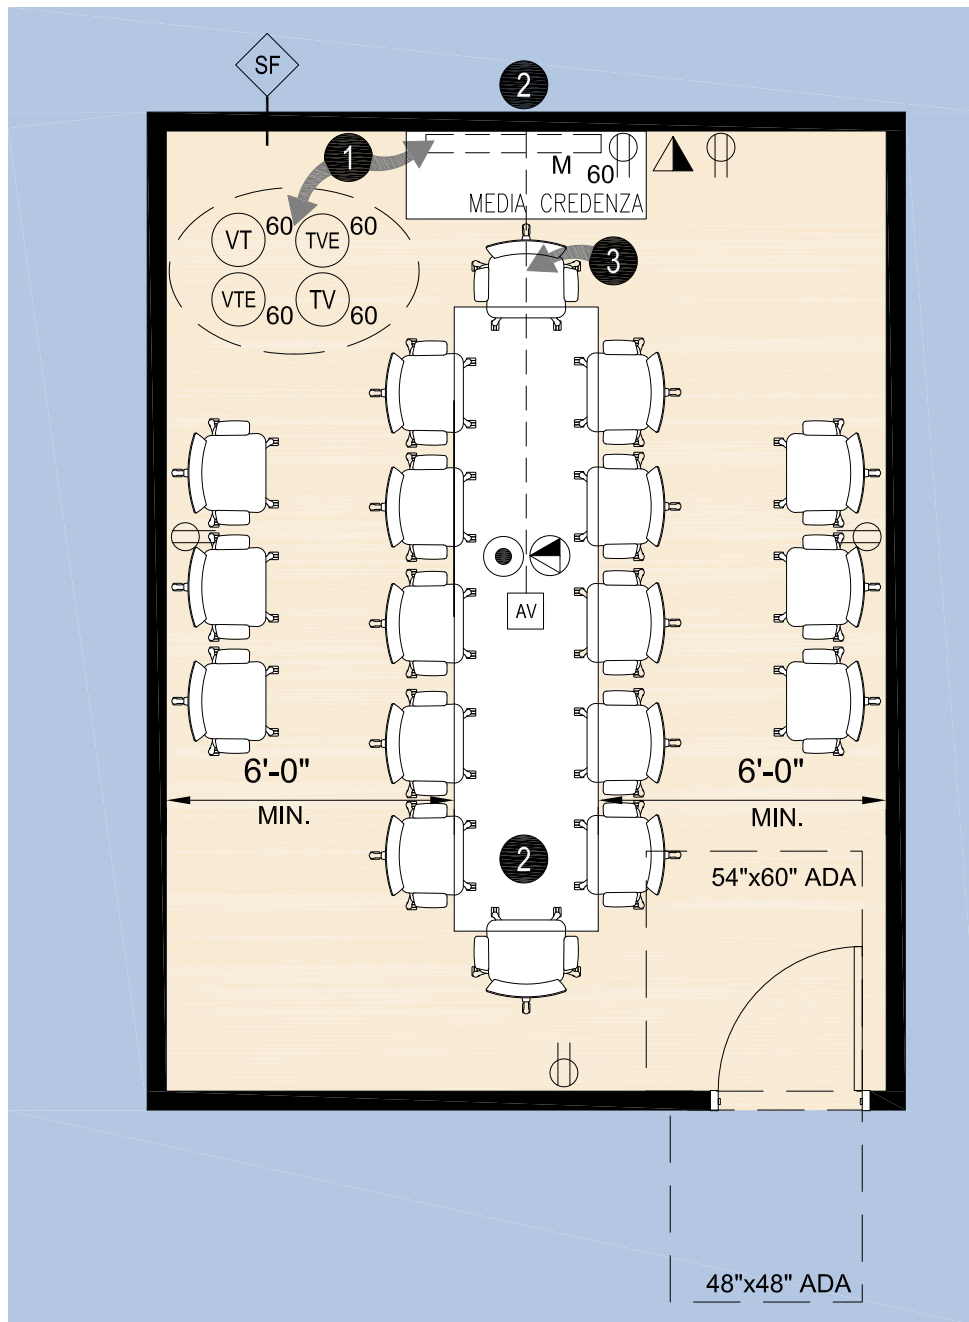 SF
2
1
M 60
MEDIA CREDENZA
VT 60 TVE 60
3
VTE 60 TV 60
AV
6'-0" 6'-0"
MIN. MIN.
2
54"x60" ADA
48"x48" ADA